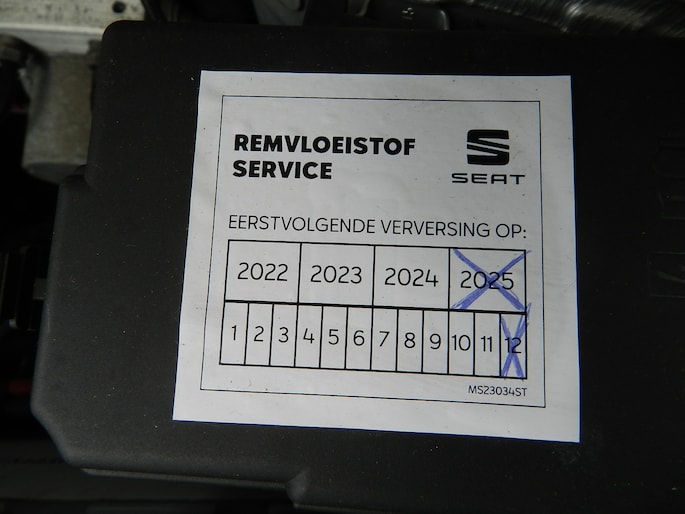 REMVLOEISTOF
SERVICE
SEAT
EERSTVOLGENDE VERVERSING OP:
2022 2023 2024 2025
1 2 3 4 5 6 7 8 9 10 11 12
MS23034ST